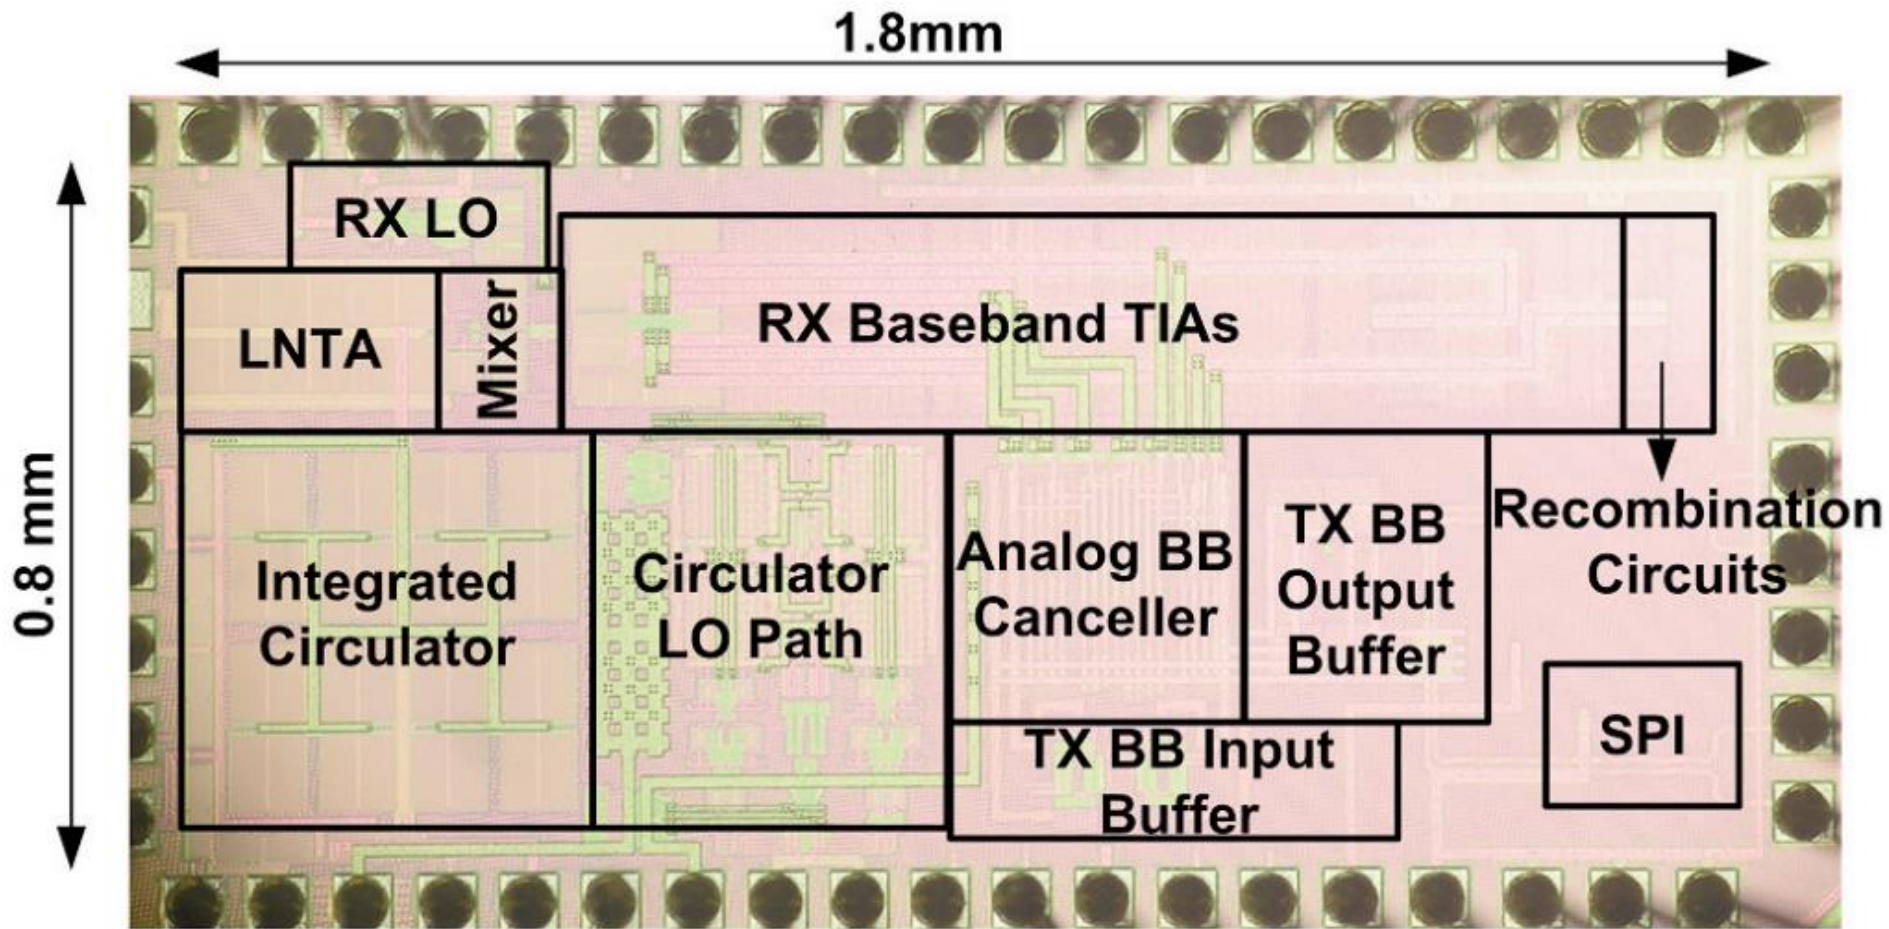 1.8mm
0.8 mm
RX LO
LNTA
Mixer
RX Baseband TIAs
Integrated
Circulator
Circulator
LO Path
Analog BB
Canceller
TX BB
Output
Buffer
Recombination
Circuits
TX BB Input
Buffer
SPI